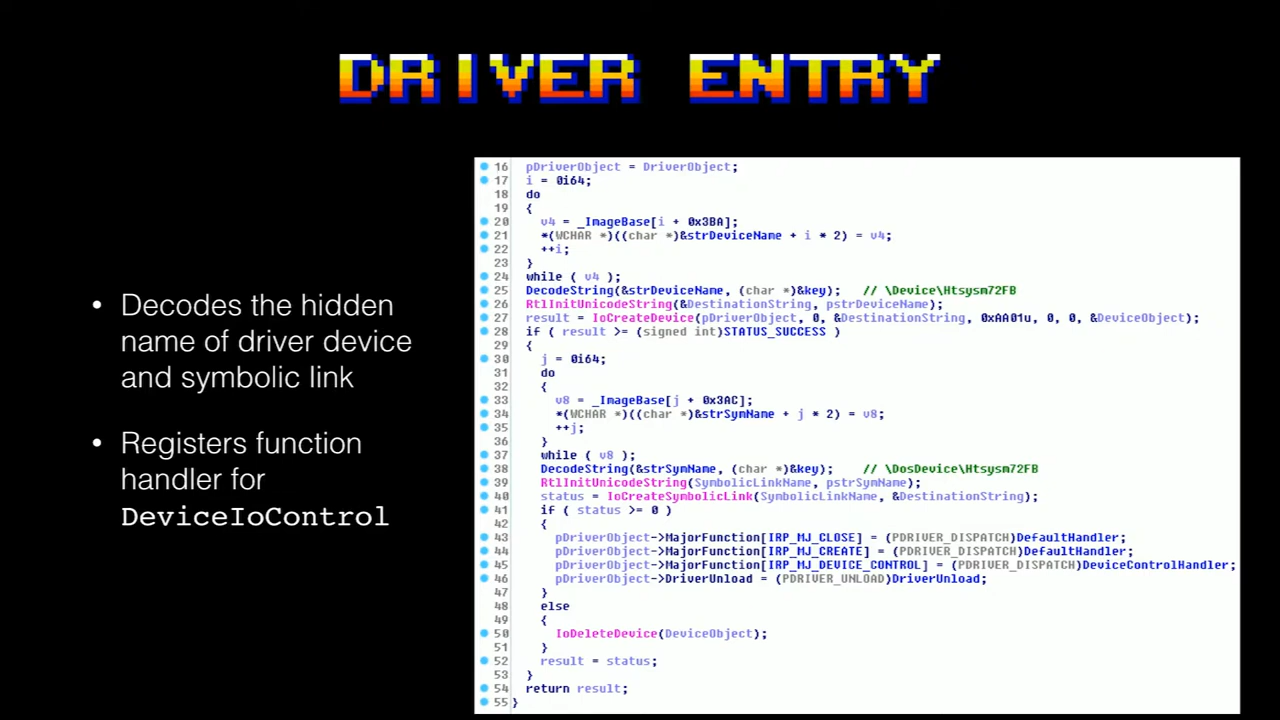 DRIVER ENTRY
• Decodes the hidden
name of driver device
and symbolic link
• Registers function
handler for
DeviceIoControl
16 pDriverObject = DriverObject;
17 i = 0i64;
18 do
19 {
20 v4 = _ImageBase[i + 0x3BA];
21 *(WCHAR *)((char *)&strDeviceName + i * 2) = v4;
22 ++i;
23 }
24 while ( v4 );
25 DecodeString(&strDeviceName, (char *)&key); // \Device\Htsysm72FB
26 RtlInitUnicodeString(&DestinationString, pstrDeviceName);
27 result = IoCreateDevice(pDriverObject, 0, &DestinationString, 0xAA01u, 0, 0, &DeviceObject);
28 if ( result >= (signed int)STATUS_SUCCESS )
29 {
30 j = 0i64;
31 do
32 {
33 v8 = _ImageBase[j + 0x3AC];
34 *(WCHAR *)((char *)&strSymName + j * 2) = v8;
35 ++j;
36 }
37 while ( v8 );
38 DecodeString(&strSymName, (char *)&key); // \DosDevice\Htsysm72FB
39 RtlInitUnicodeString(SymbolicLinkName, pstrSymName);
40 status = IoCreateSymbolicLink(SymbolicLinkName, &DestinationString);
41 if ( status >= 0 )
42 {
43 pDriverObject->MajorFunction[IRP_MJ_CLOSE] = (PDRIVER_DISPATCH)DefaultHandler;
44 pDriverObject->MajorFunction[IRP_MJ_CREATE] = (PDRIVER_DISPATCH)DefaultHandler;
45 pDriverObject->MajorFunction[IRP_MJ_DEVICE_CONTROL] = (PDRIVER_DISPATCH)DeviceControlHandler;
46 pDriverObject->DriverUnload = (PDRIVER_UNLOAD)DriverUnload;
47 }
48 else
49 {
50 IoDeleteDevice(DeviceObject);
51 }
52 result = status;
53 }
54 return result;
55 }